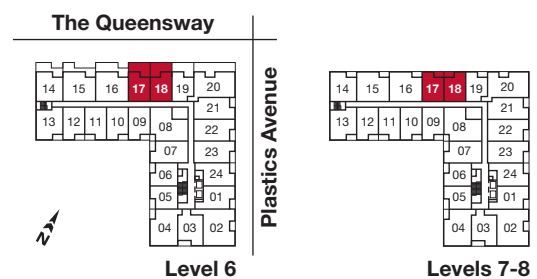 The Queensway
14 15 16 17 18 19 20
21
13 12 11 10 09 08 22
07 23
06 24
05 01
04 03 02
Plastics Avenue
N
Level 6
14 15 16 17 18 19 20
21
13 12 11 10 09 08 22
07 23
06 24
05 01
04 03 02
Levels 7-8